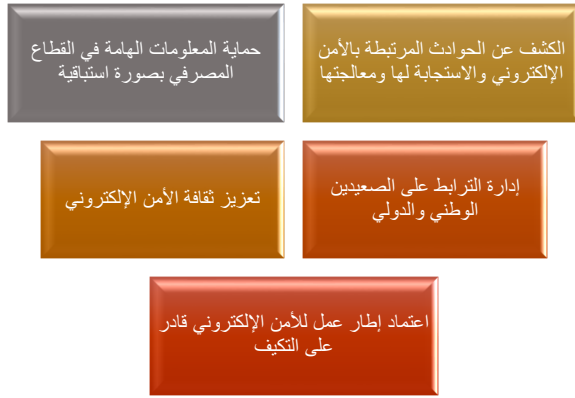 الكشف عن الحوادث المرتبطة بالأمن
الإلكتروني والاستجابة لها ومعالجتها
حماية المعلومات الهامة في القطاع
المصرفي بصورة استباقية
إدارة الترابط على الصعيدين
الوطني والدولي
تعزيز ثقافة الأمن الإلكتروني
اعتماد إطار عمل للأمن الإلكتروني قادر
على التكيف